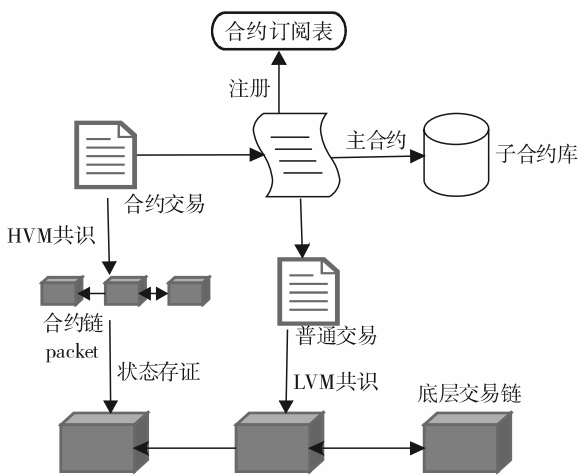 合约订阅表
注册
主合约
子合约库
合约交易
HVM共识
合约链
packet
普通交易
状态存证
LVM共识
底层交易链